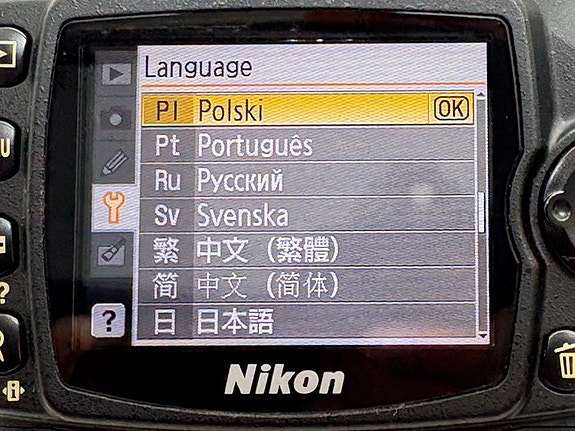 Language
Pl Polski OK
Pt Português
Ru Русский
Sv Svenska
繁 中文（繁體）
简 中文（简体）
日 日本語
?
Nikon
U
?
i